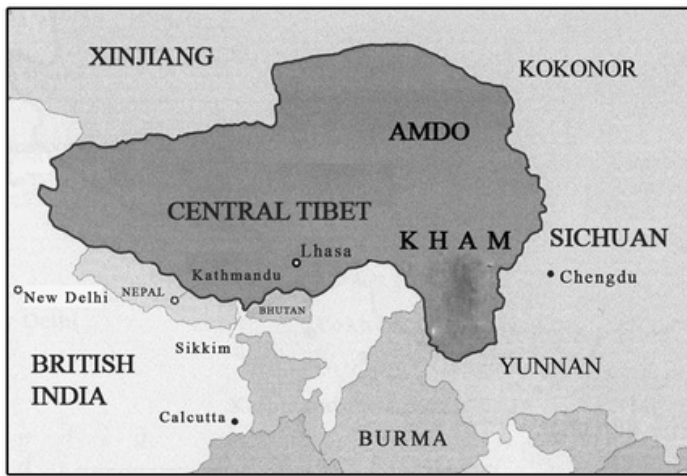 XINJIANG
KOKONOR
AMDO
CENTRAL TIBET
K H A M
SICHUAN
Lhasa
Kathmandu
Chengdu
New Delhi
NEPAL
BHUTAN
Sikkim
BRITISH
INDIA
YUNNAN
Calcutta
BURMA